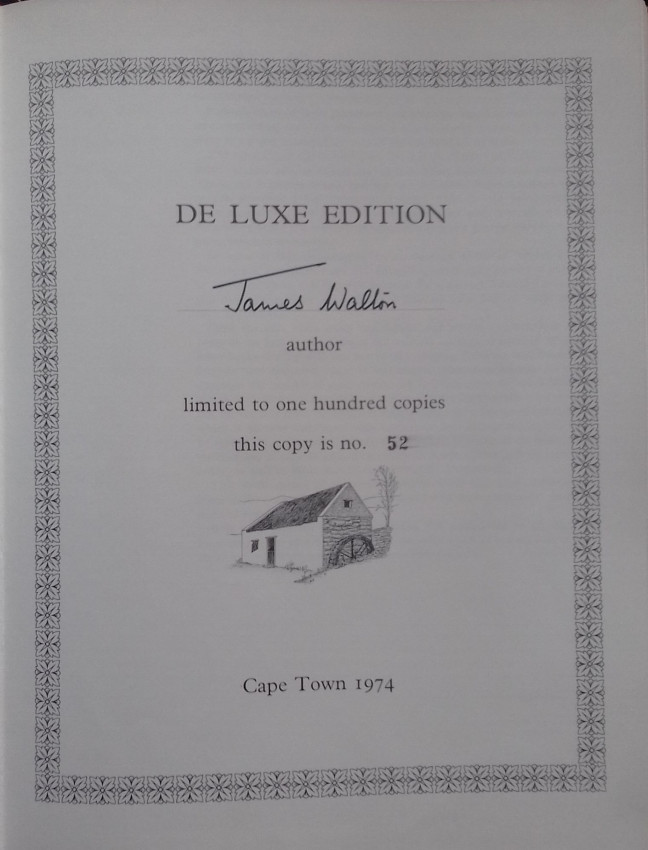 DE LUXE EDITION
James Walton
author
limited to one hundred copies
this copy is no. 52
Cape Town 1974